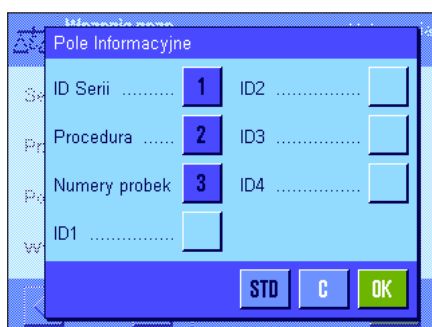 Pole Informacyjne
ID Serii .......... 1
Procedura ...... 2
Numery probek 3
ID1 ................
ID2 ................
ID3 ................
ID4 ................
STD C OK